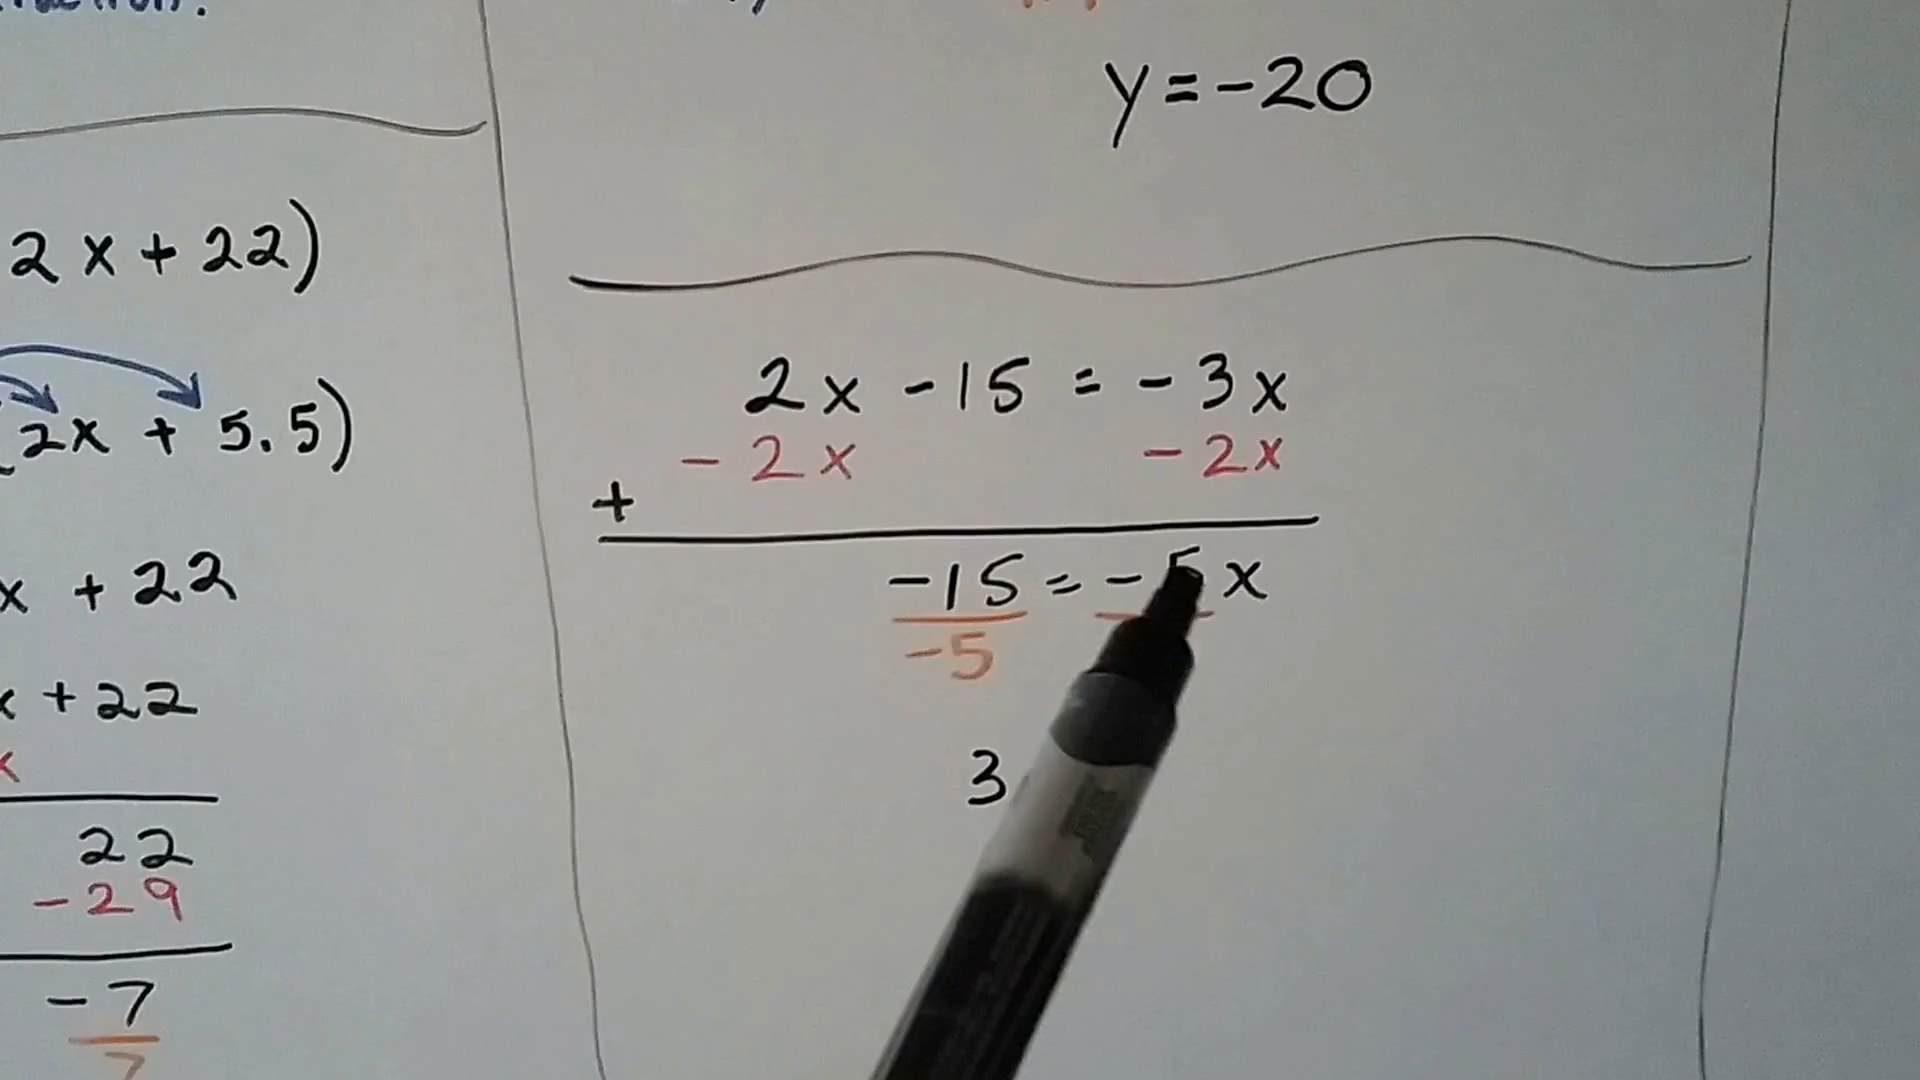 y = -20
2x + 22)
2x + 5.5)
x + 22
x + 22
x
22
-29
-7
7
2x - 15 = -3x
-2x -2x
+
-15 = -5x
-5
3